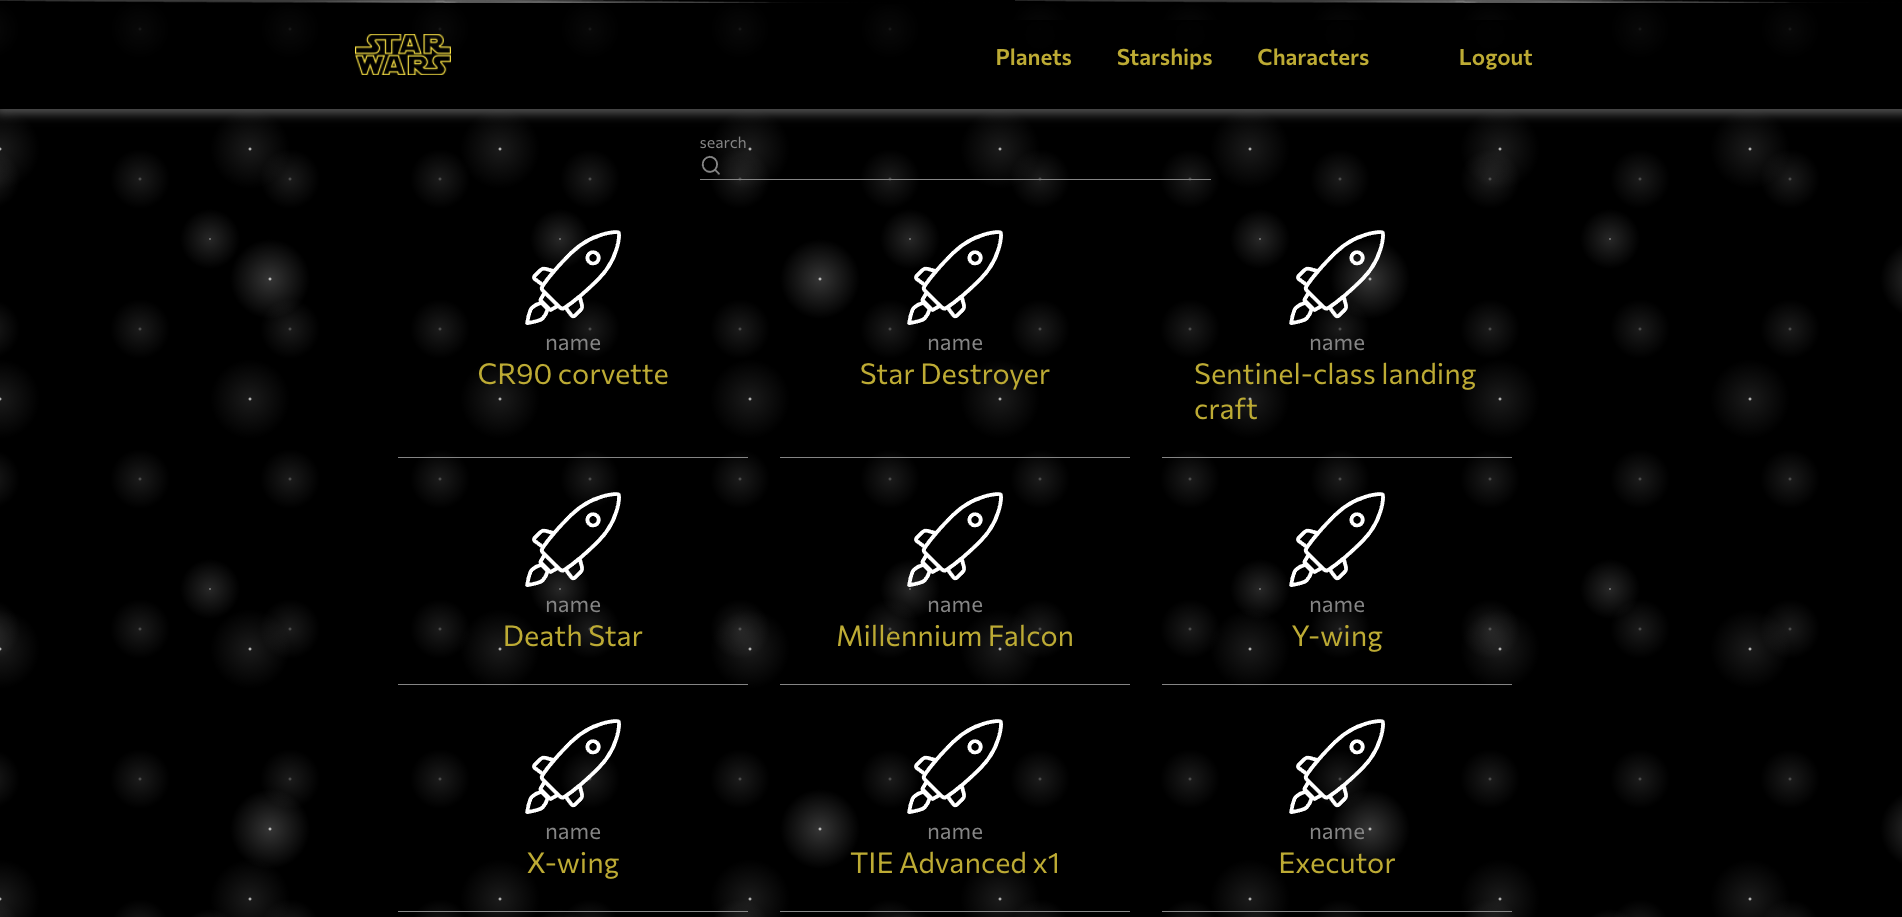 STAR
WARS
Planets Starships Characters Logout
search
name name name
CR90 corvette Star Destroyer Sentinel-class landing
craft
name name name
Death Star Millennium Falcon Y-wing
name name name
X-wing TIE Advanced x1 Executor